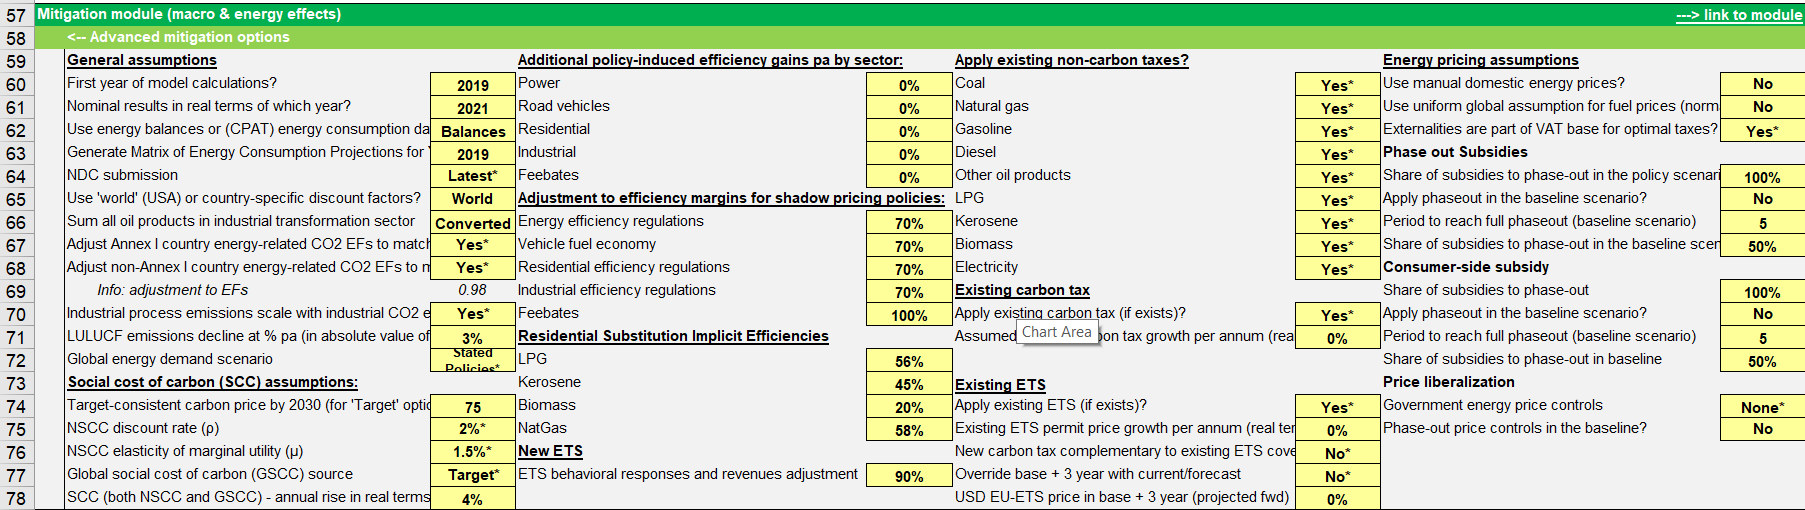 57 Mitigation module (macro & energy effects) ---> link to module
58 <-- Advanced mitigation options
59 General assumptions Additional policy-induced efficiency gains pa by sector: Apply existing non-carbon taxes? Energy pricing assumptions
60 First year of model calculations? 2019 Power 0% Coal Yes* Use manual domestic energy prices? No
61 Nominal results in real terms of which year? 2021 Road vehicles 0% Natural gas Yes* Use uniform global assumption for fuel prices (norm No
62 Use energy balances or (CPAT) energy consumption da Balances Residential 0% Gasoline Yes* Externalities are part of VAT base for optimal taxes? Yes*
63 Generate Matrix of Energy Consumption Projections for 2019 Industrial 0% Diesel Yes* Phase out Subsidies
64 NDC submission Latest* Feebates 0% Other oil products Yes* Share of subsidies to phase-out in the policy scenari 100%
65 Use 'world' (USA) or country-specific discount factors? World Adjustment to efficiency margins for shadow pricing policies: LPG Yes* Apply phaseout in the baseline scenario? No
66 Sum all oil products in industrial transformation sector Converted Energy efficiency regulations 70% Kerosene Yes* Period to reach full phaseout (baseline scenario) 5
67 Adjust Annex I country energy-related CO2 EFs to match Yes* Vehicle fuel economy 70% Biomass Yes* Share of subsidies to phase-out in the baseline scen 50%
68 Adjust non-Annex I country energy-related CO2 EFs to m Yes* Residential efficiency regulations 70% Electricity Yes* Consumer-side subsidy
69 Info: adjustment to EFs 0.98 Industrial efficiency regulations 70% Existing carbon tax Share of subsidies to phase-out 100%
70 Industrial process emissions scale with industrial CO2 e Yes* Feebates 100% Apply existing carbon tax (if exists)? Yes* Apply phaseout in the baseline scenario? No
71 LULUCF emissions decline at % pa (in absolute value of 3% Residential Substitution Implicit Efficiencies Assumed Chart Area on tax growth per annum (rea 0% Period to reach full phaseout (baseline scenario) 5
72 Global energy demand scenario Stated Policies* LPG 56% Share of subsidies to phase-out in baseline 50%
73 Social cost of carbon (SCC) assumptions: Kerosene 45% Existing ETS Price liberalization
74 Target-consistent carbon price by 2030 (for 'Target' optic 75 Biomass 20% Apply existing ETS (if exists)? Yes* Government energy price controls None*
75 NSCC discount rate (ρ) 2%* NatGas 58% Existing ETS permit price growth per annum (real ter 0% Phase-out price controls in the baseline? No
76 NSCC elasticity of marginal utility (μ) 1.5%* New ETS New carbon tax complementary to existing ETS cove No*
77 Global social cost of carbon (GSCC) source Target* ETS behavioral responses and revenues adjustment 90% Override base + 3 year with current/forecast No*
78 SCC (both NSCC and GSCC) - annual rise in real terms 4% USD EU-ETS price in base + 3 year (projected fwd) 0%